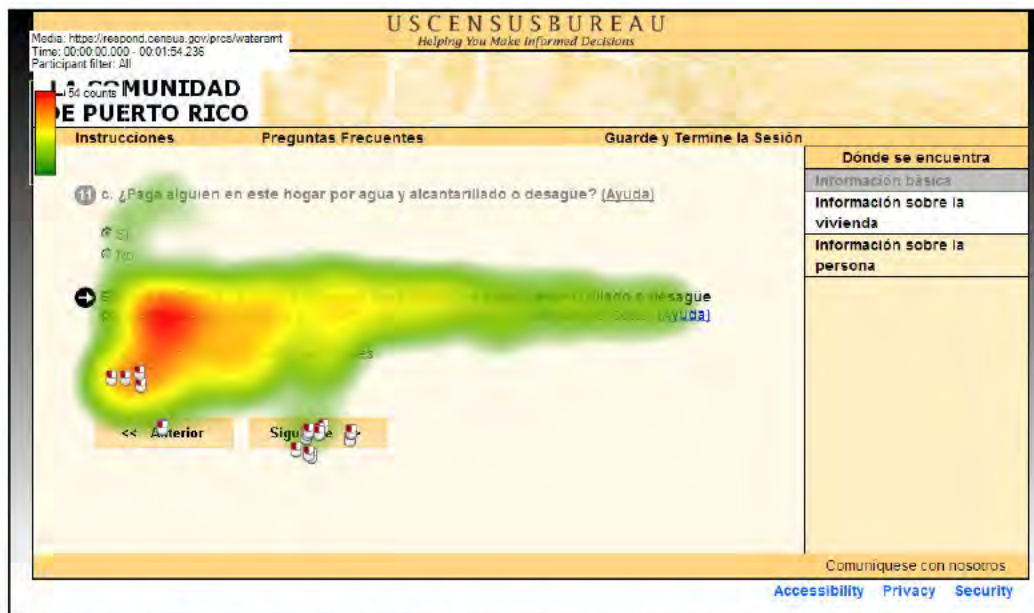 USCENSUSBUREAU
Helping You Make Informed Decisions
Media: https://respond.census.gov/prcs/wateramt
Time: 00:00:00.000 - 00:01:54.236
Participant filter: All
54 counts
LA COMUNIDAD
DE PUERTO RICO
Instrucciones Preguntas Frecuentes Guarde y Termine la Sesión
Dónde se encuentra
Información básica
Información sobre la
vivienda
Información sobre la
persona
11 c. ¿Paga alguien en este hogar por agua y alcantarillado o desagüe? (Ayuda)
Sí
No
o desagüe
(Ayuda)
<< Anterior
Comuníquese con nosotros
Accessibility Privacy Security